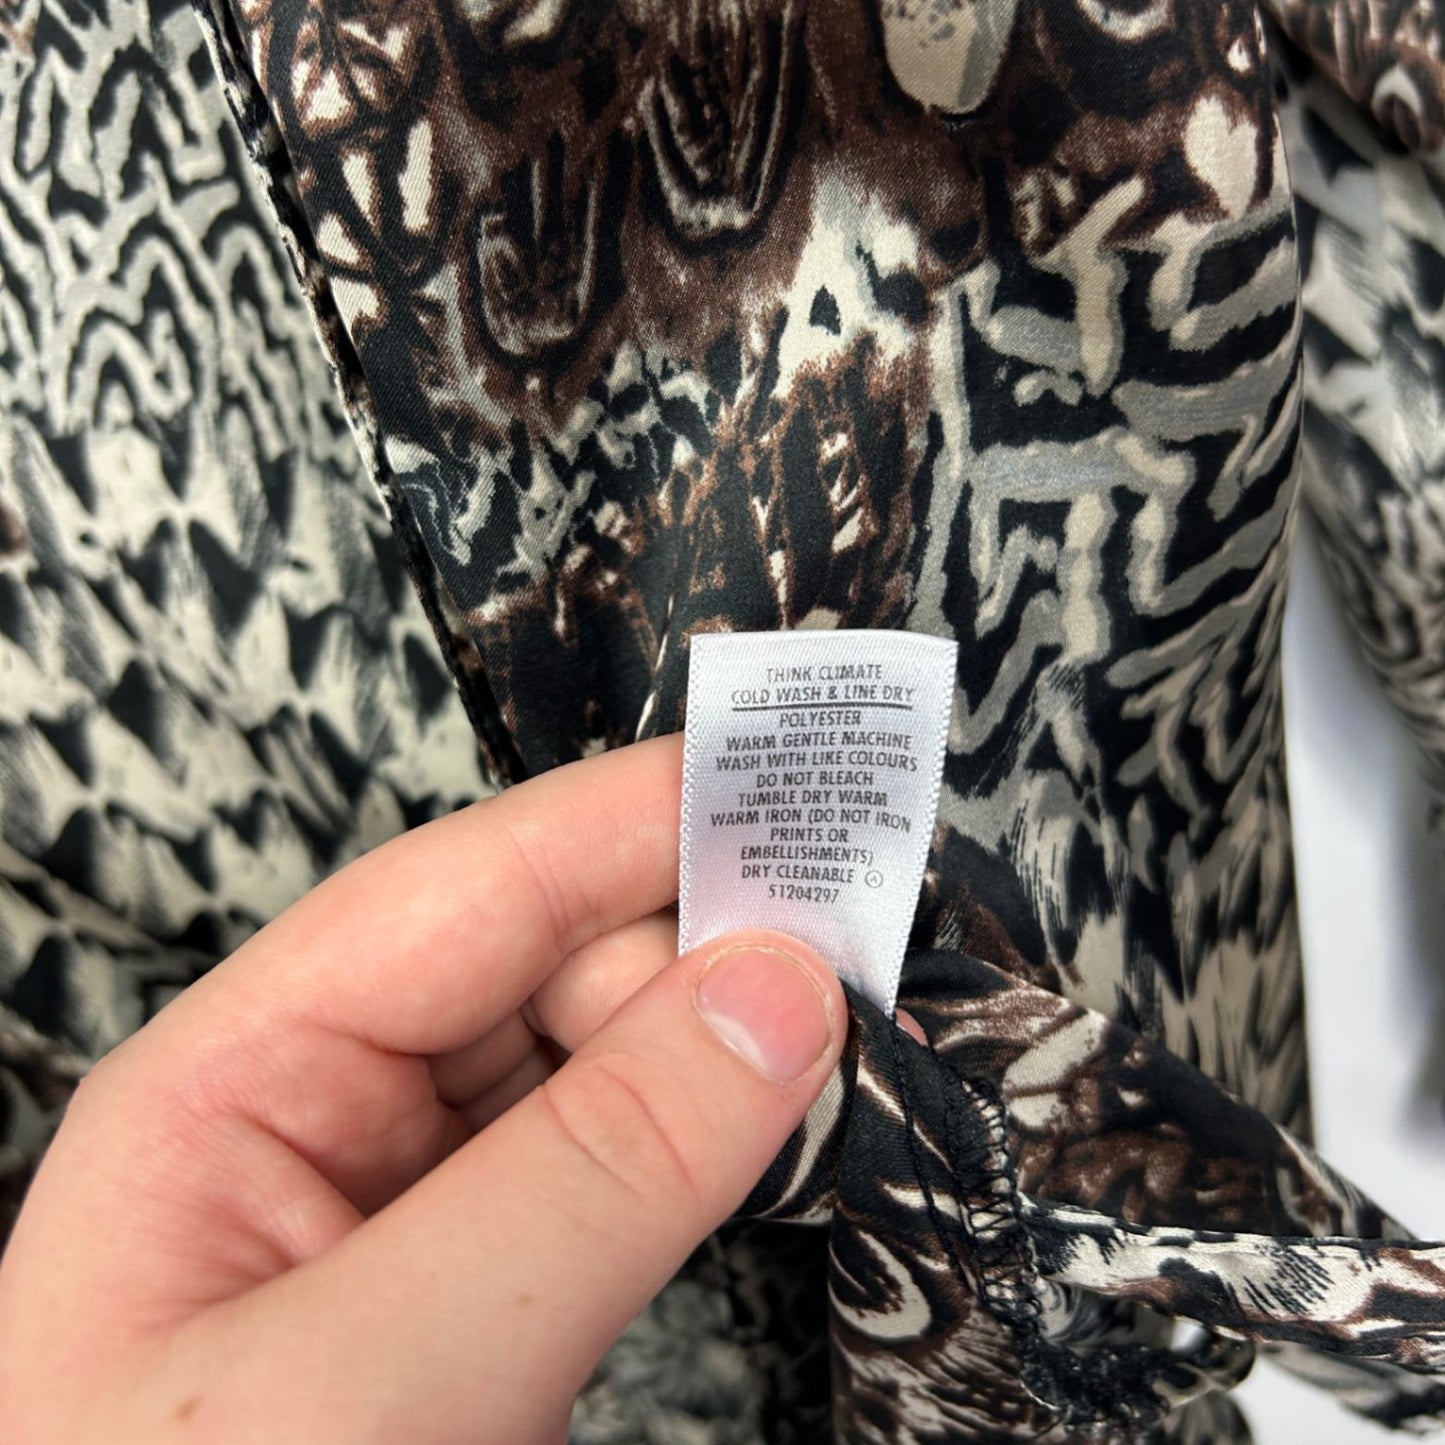 THINK CLIMATE
COLD WASH & LINE DRY
POLYESTER
WARM GENTLE MACHINE
WASH WITH LIKE COLOURS
DO NOT BLEACH
TUMBLE DRY WARM
WARM IRON (DO NOT IRON
PRINTS OR
EMBELLISHMENTS)
DRY CLEANABLE Ⓐ
51204297